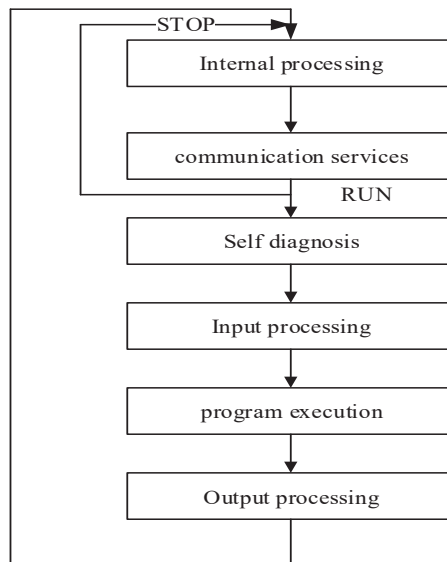 STOP
Internal processing
communication services
RUN
Self diagnosis
Input processing
program execution
Output processing